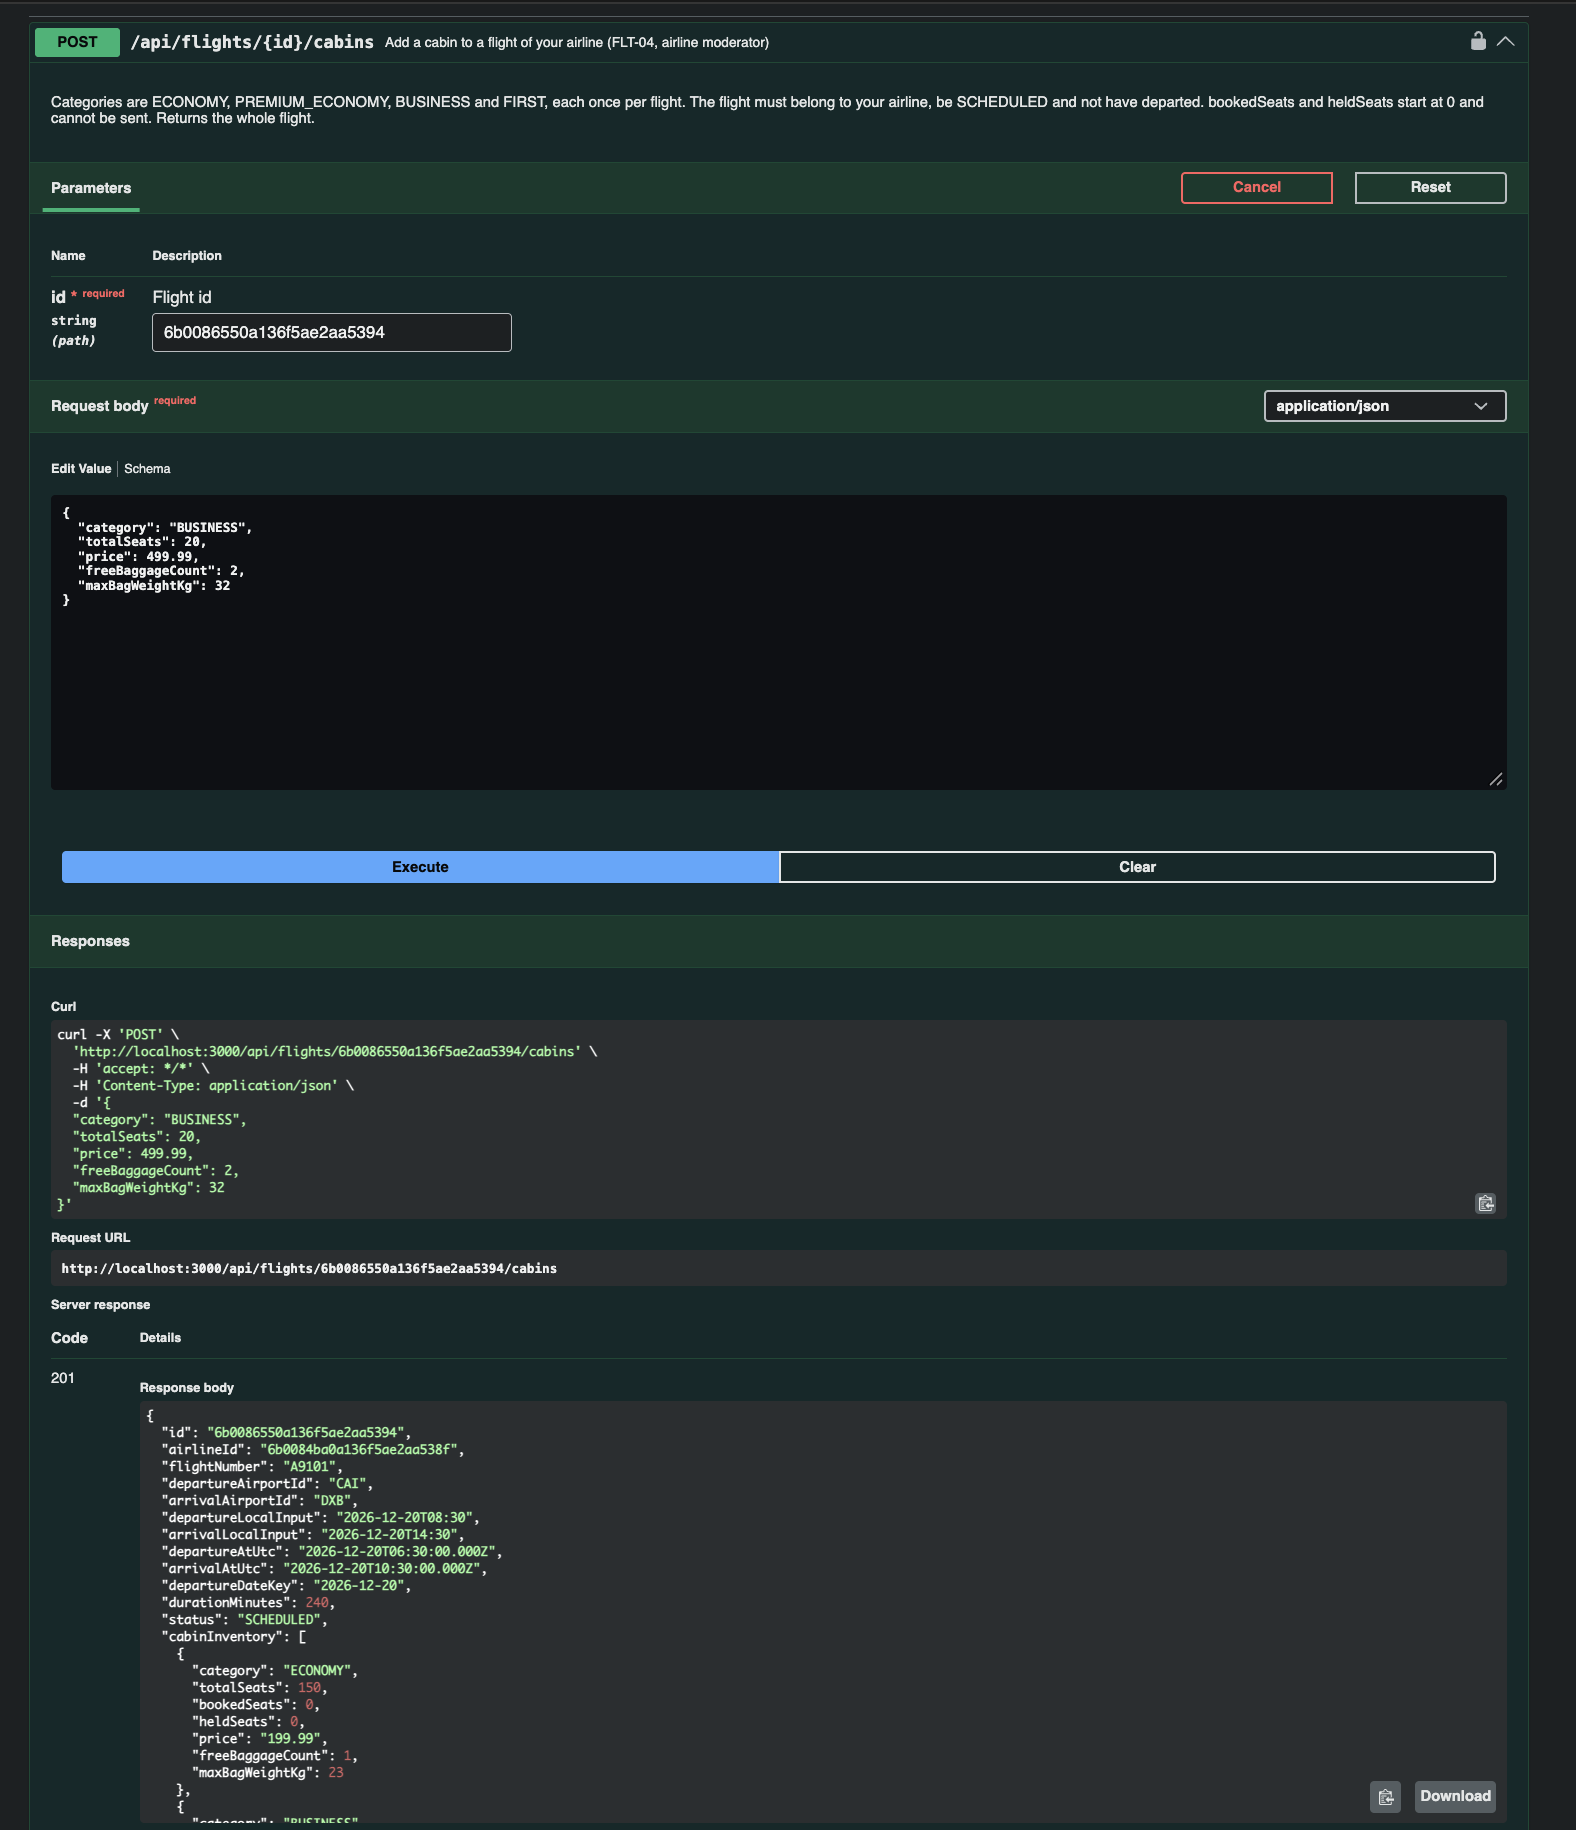 POST /api/flights/{id}/cabins Add a cabin to a flight of your airline (FLT-04, airline moderator)
Categories are ECONOMY, PREMIUM_ECONOMY, BUSINESS and FIRST, each once per flight. The flight must belong to your airline, be SCHEDULED and not have departed. bookedSeats and heldSeats start at 0 and
cannot be sent. Returns the whole flight.
Parameters
Cancel
Reset
Name Description
id * required Flight id
string
(path)
6b0086550a136f5ae2aa5394
Request body required
application/json
Edit Value | Schema
{
  "category": "BUSINESS",
  "totalSeats": 20,
  "price": 499.99,
  "freeBaggageCount": 2,
  "maxBagWeightKg": 32
}
Execute
Clear
Responses
Curl
curl -X 'POST' \
  'http://localhost:3000/api/flights/6b0086550a136f5ae2aa5394/cabins' \
  -H 'accept: */*' \
  -H 'Content-Type: application/json' \
  -d '{
  "category": "BUSINESS",
  "totalSeats": 20,
  "price": 499.99,
  "freeBaggageCount": 2,
  "maxBagWeightKg": 32
}'
Request URL
http://localhost:3000/api/flights/6b0086550a136f5ae2aa5394/cabins
Server response
Code Details
201
Response body
{
  "id": "6b0086550a136f5ae2aa5394",
  "airlineId": "6b0084ba0a136f5ae2aa538f",
  "flightNumber": "A9101",
  "departureAirportId": "CAI",
  "arrivalAirportId": "DXB",
  "departureLocalInput": "2026-12-20T08:30",
  "arrivalLocalInput": "2026-12-20T14:30",
  "departureAtUtc": "2026-12-20T06:30:00.000Z",
  "arrivalAtUtc": "2026-12-20T10:30:00.000Z",
  "departureDateKey": "2026-12-20",
  "durationMinutes": 240,
  "status": "SCHEDULED",
  "cabinInventory": [
    {
      "category": "ECONOMY",
      "totalSeats": 150,
      "bookedSeats": 0,
      "heldSeats": 0,
      "price": "199.99",
      "freeBaggageCount": 1,
      "maxBagWeightKg": 23
    },
    {
      "category": "BUSINESS"
Download